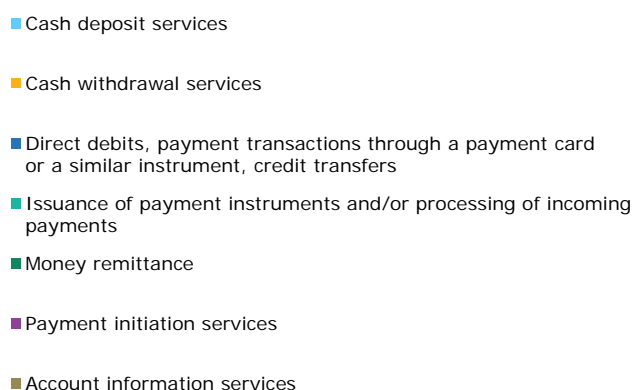 Cash deposit services
Cash withdrawal services
Direct debits, payment transactions through a payment card
or a similar instrument, credit transfers
Issuance of payment instruments and/or processing of incoming
payments
Money remittance
Payment initiation services
Account information services